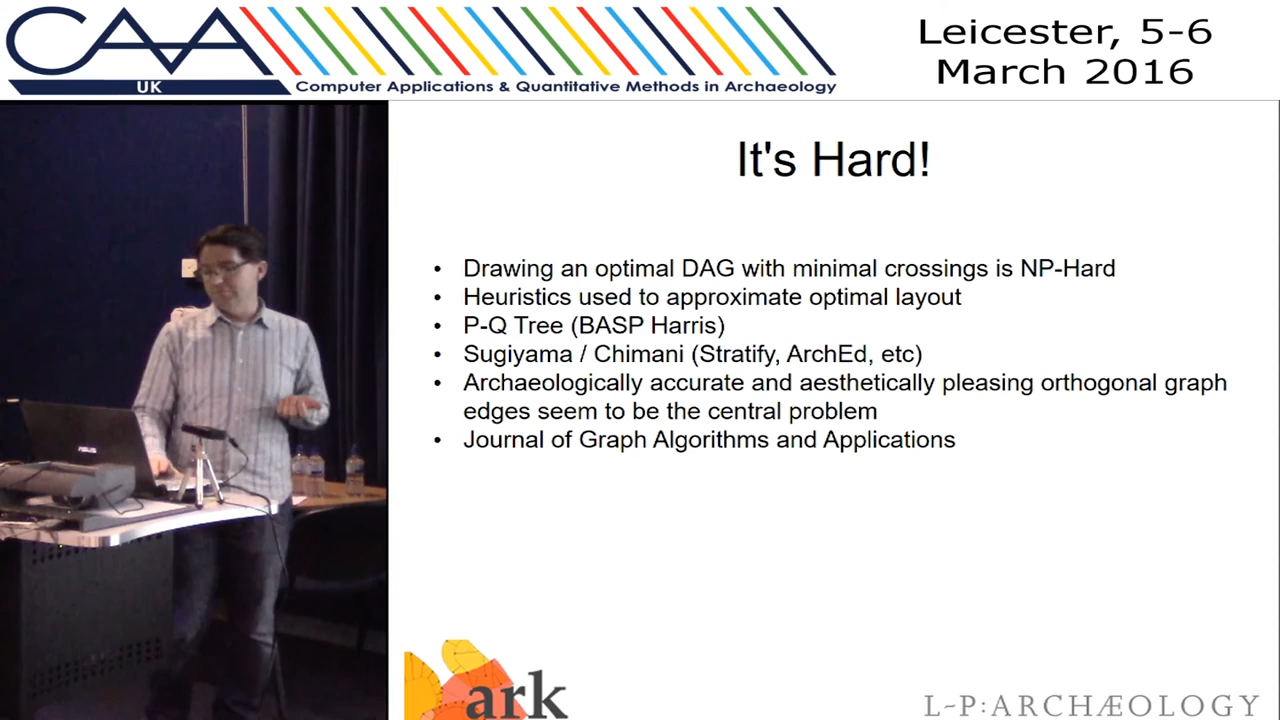 CAA
UK
Computer Applications & Quantitative Methods in Archaeology
Leicester, 5-6
March 2016
It's Hard!
• Drawing an optimal DAG with minimal crossings is NP-Hard
• Heuristics used to approximate optimal layout
• P-Q Tree (BASP Harris)
• Sugiyama / Chimani (Stratify, ArchEd, etc)
• Archaeologically accurate and aesthetically pleasing orthogonal graph
edges seem to be the central problem
• Journal of Graph Algorithms and Applications
ASUS
ark
L–P:ARCHÆOLOGY